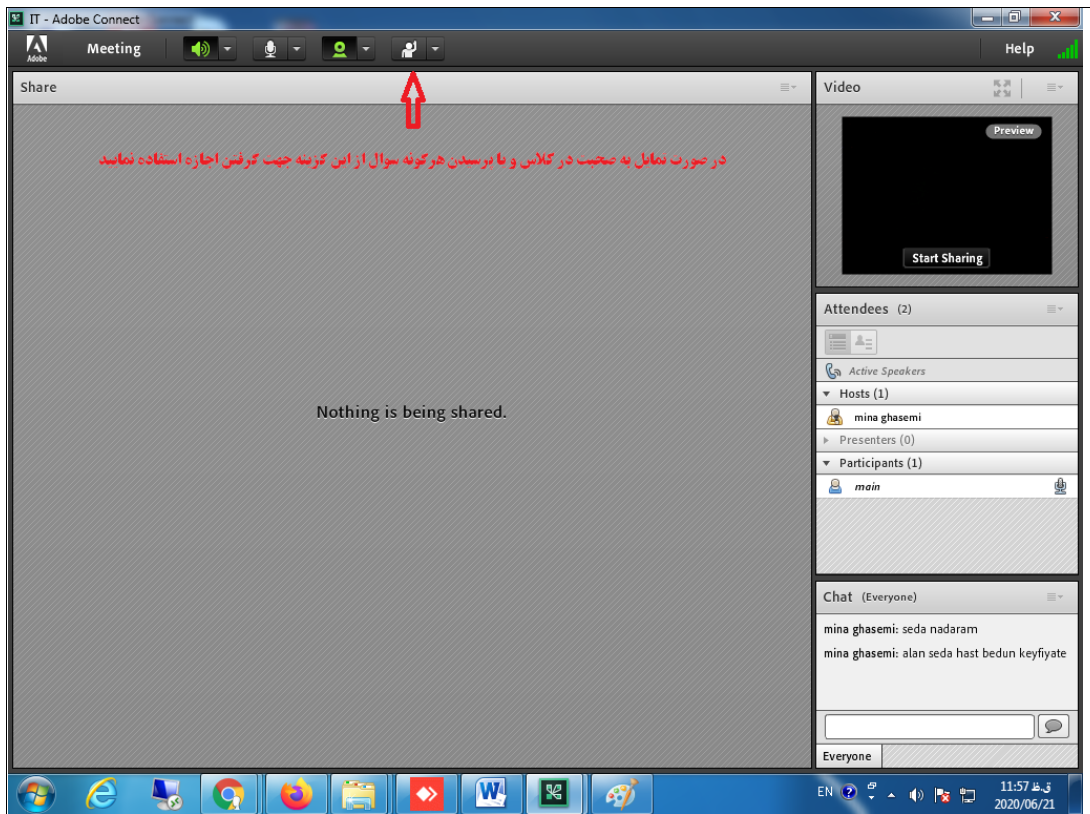 IT - Adobe Connect
Adobe
Meeting
Help
Share
در صورت تمایل به صحبت در کلاس و یا پرسیدن هرگونه سوال از این گزینه جهت گرفتن اجازه استفاده نمایید
Nothing is being shared.
Video
Preview
Start Sharing
Attendees (2)
Active Speakers
Hosts (1)
mina ghasemi
Presenters (0)
Participants (1)
main
Chat (Everyone)
mina ghasemi: seda nadaram
mina ghasemi: alan seda hast bedun keyfiyate
Everyone
EN
11:57 ق.ظ
2020/06/21